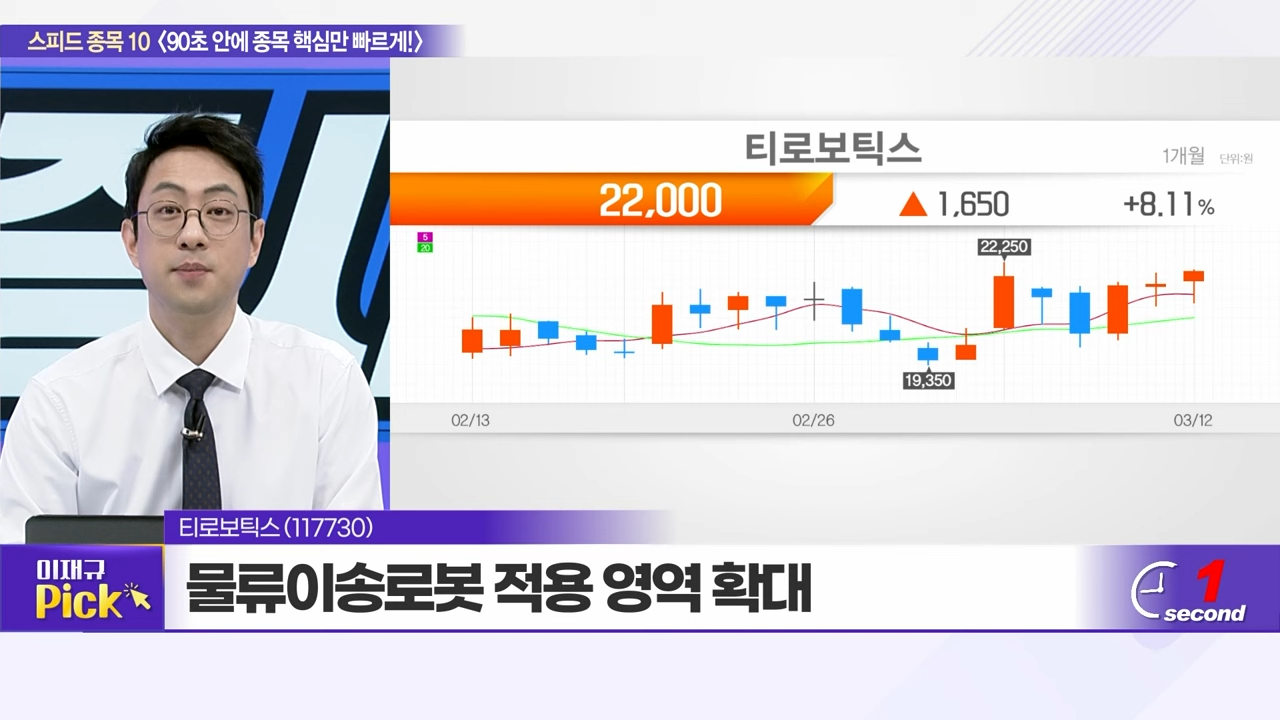 스피드 종목 10 〈90초 안에 종목 핵심만 빠르게!〉
티로보틱스
1개월 단위:원
22,000 ▲ 1,650 +8.11%
5
20
22,250
19,350
02/13 02/26 03/12
티로보틱스 (117730)
이재규
Pick
물류이송로봇 적용 영역 확대
1
second